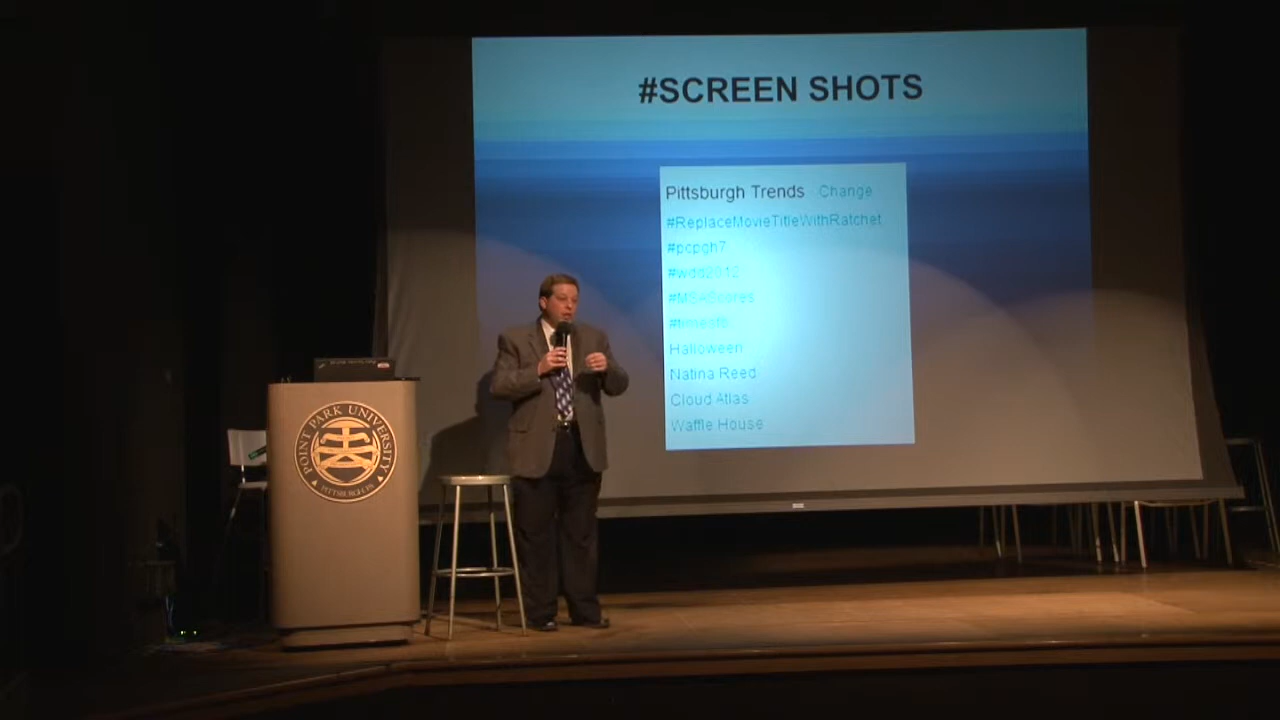 #SCREEN SHOTS
Pittsburgh Trends · Change
#ReplaceMovieTitleWithRatchet
#pcpgh7
#wdd2012
#MSAScores
Halloween
Natina Reed
Cloud Atlas
Waffle House
POINT PARK UNIVERSITY
PITTSBURGH